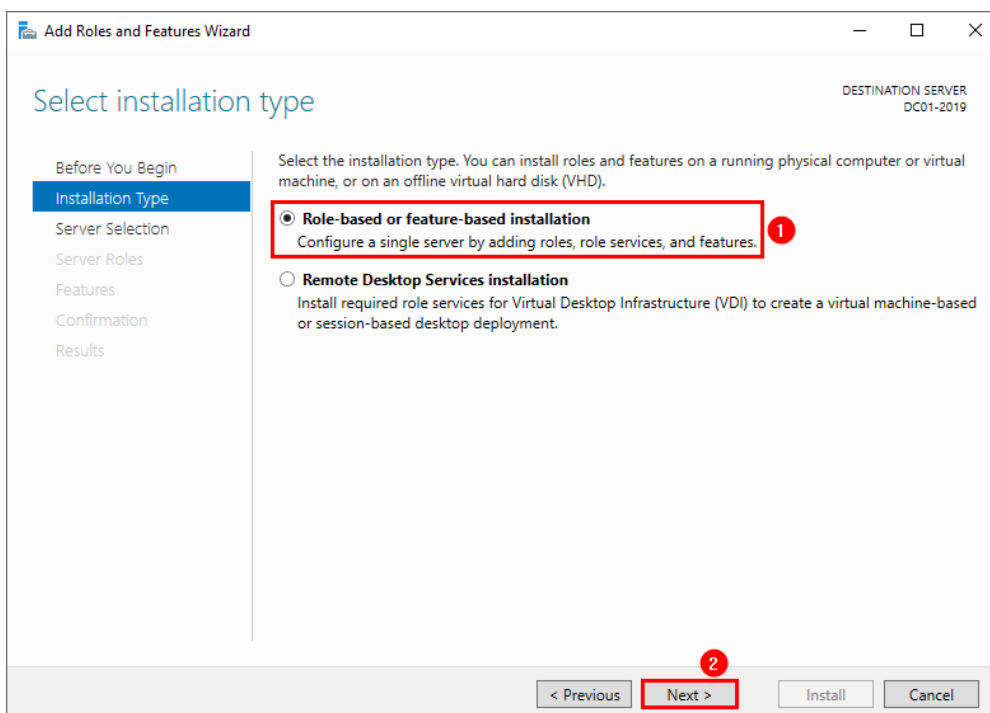 Add Roles and Features Wizard
Select installation type
DESTINATION SERVER
DC01-2019
Before You Begin
Installation Type
Server Selection
Server Roles
Features
Confirmation
Results
Select the installation type. You can install roles and features on a running physical computer or virtual
machine, or on an offline virtual hard disk (VHD).
Role-based or feature-based installation
Configure a single server by adding roles, role services, and features.
1
Remote Desktop Services installation
Install required role services for Virtual Desktop Infrastructure (VDI) to create a virtual machine-based
or session-based desktop deployment.
2
< Previous
Next >
Install
Cancel